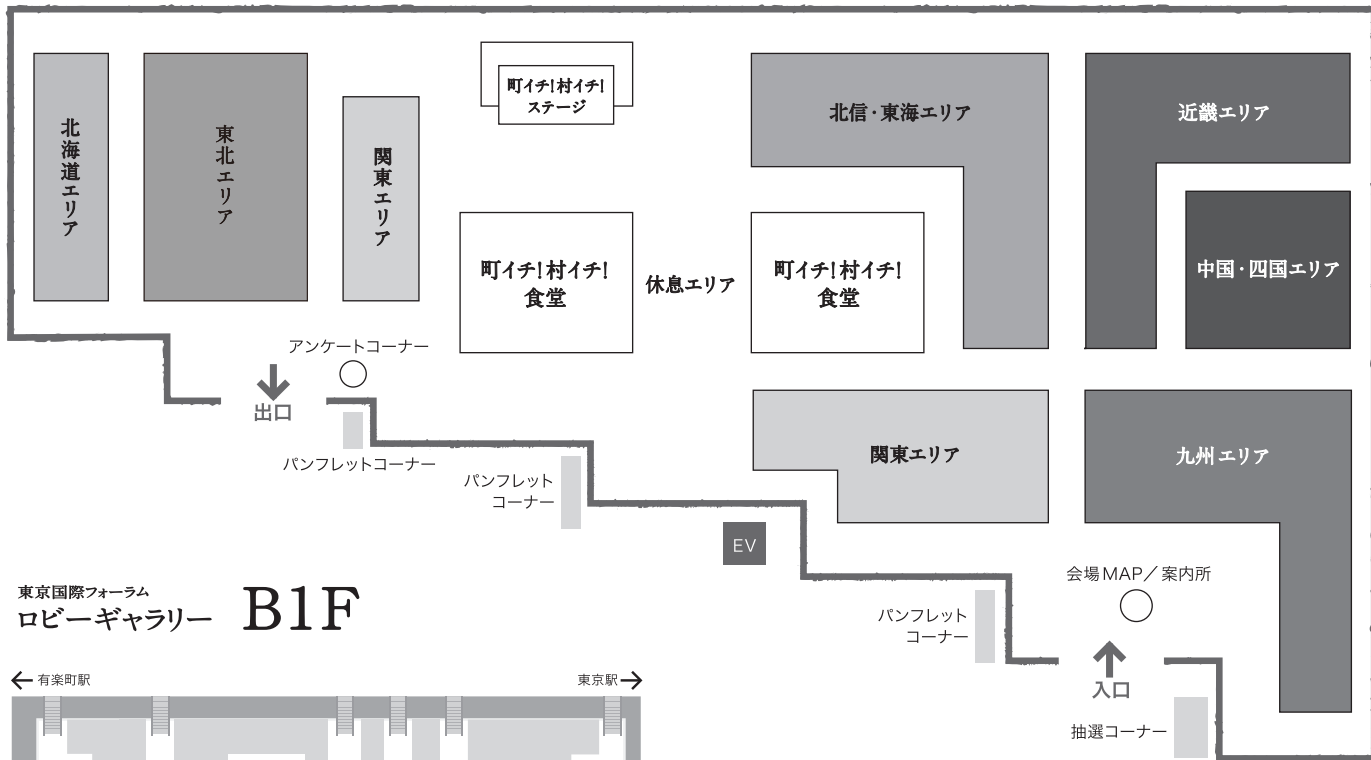 町イチ!村イチ!
ステージ
北海道エリア
東北エリア
関東エリア
北信・東海エリア
近畿エリア
町イチ!村イチ!
食堂
休息エリア
町イチ!村イチ!
食堂
中国・四国エリア
アンケートコーナー
出口
パンフレットコーナー
パンフレット
コーナー
関東エリア
九州エリア
EV
会場MAP/案内所
パンフレット
コーナー
入口
抽選コーナー
東京国際フォーラム
ロビーギャラリー B1F
有楽町駅
東京駅